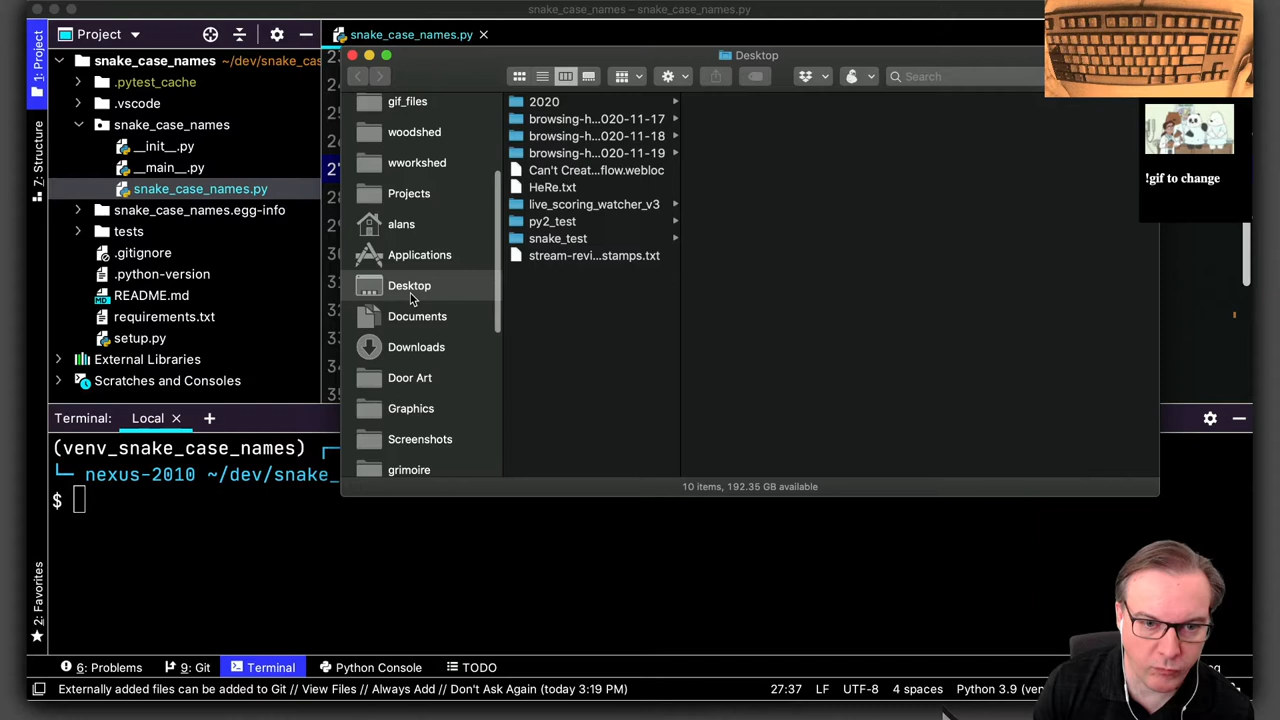 snake_case_names – snake_case_names.py
Project
snake_case_names.py
snake_case_names ~/dev/snake_cas
.pytest_cache
.vscode
snake_case_names
__init__.py
__main__.py
snake_case_names.py
snake_case_names.egg-info
tests
.gitignore
.python-version
README.md
requirements.txt
setup.py
External Libraries
Scratches and Consoles
1: Project
7: Structure
2: Favorites
Desktop
Search
gif_files
woodshed
wworkshed
Projects
alans
Applications
Desktop
Documents
Downloads
Door Art
Graphics
Screenshots
grimoire
2020
browsing-h...020-11-17
browsing-h...020-11-18
browsing-h...020-11-19
Can't Creat...flow.webloc
HeRe.txt
live_scoring_watcher_v3
py2_test
snake_test
stream-revi...stamps.txt
10 items, 192.35 GB available
!gif to change
Terminal: Local
(venv_snake_case_names)
nexus-2010 ~/dev/snake_
$
6: Problems
9: Git
Terminal
Python Console
TODO
Externally added files can be added to Git // View Files // Always Add // Don't Ask Again (today 3:19 PM)
27:37 LF UTF-8 4 spaces Python 3.9 (ven